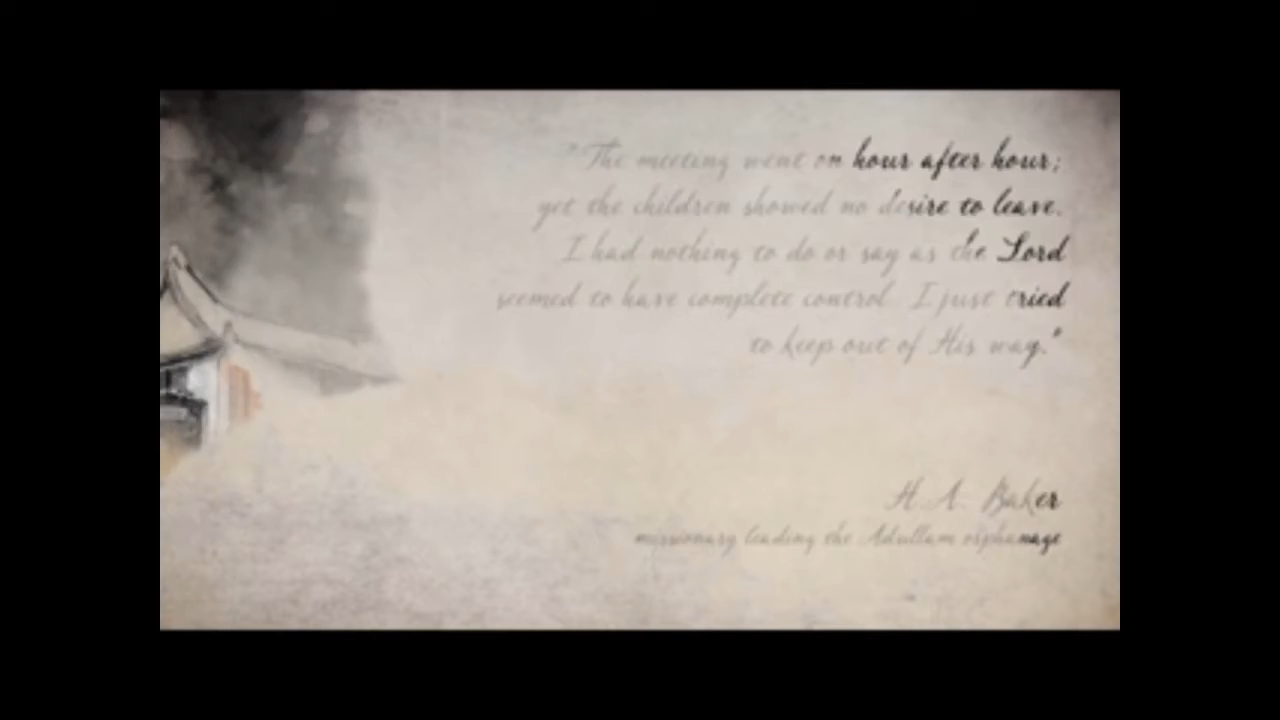 "The meeting went on hour after hour;
yet the children showed no desire to leave.
I had nothing to do or say as the Lord
seemed to have complete control. I just tried
to keep out of His way."
H. A. Baker
missionary leading the Adullam orphanage